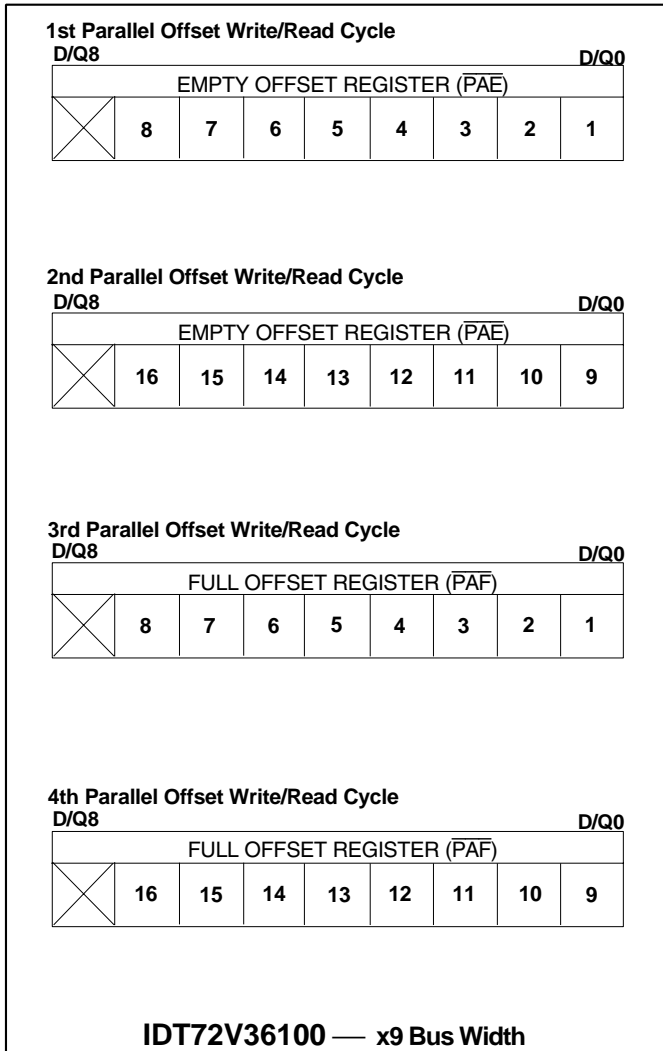 1st Parallel Offset Write/Read Cycle
D/Q8 D/Q0
EMPTY OFFSET REGISTER (P̅A̅E̅)
8 7 6 5 4 3 2 1
2nd Parallel Offset Write/Read Cycle
D/Q8 D/Q0
EMPTY OFFSET REGISTER (P̅A̅E̅)
16 15 14 13 12 11 10 9
3rd Parallel Offset Write/Read Cycle
D/Q8 D/Q0
FULL OFFSET REGISTER (P̅A̅F̅)
8 7 6 5 4 3 2 1
4th Parallel Offset Write/Read Cycle
D/Q8 D/Q0
FULL OFFSET REGISTER (P̅A̅F̅)
16 15 14 13 12 11 10 9
IDT72V36100 — x9 Bus Width